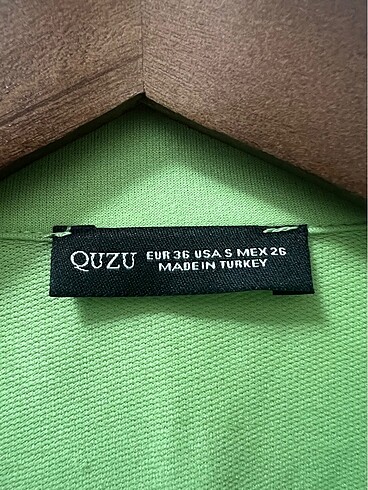 QUZU EUR 36 USA S MEX 26
MADE IN TURKEY